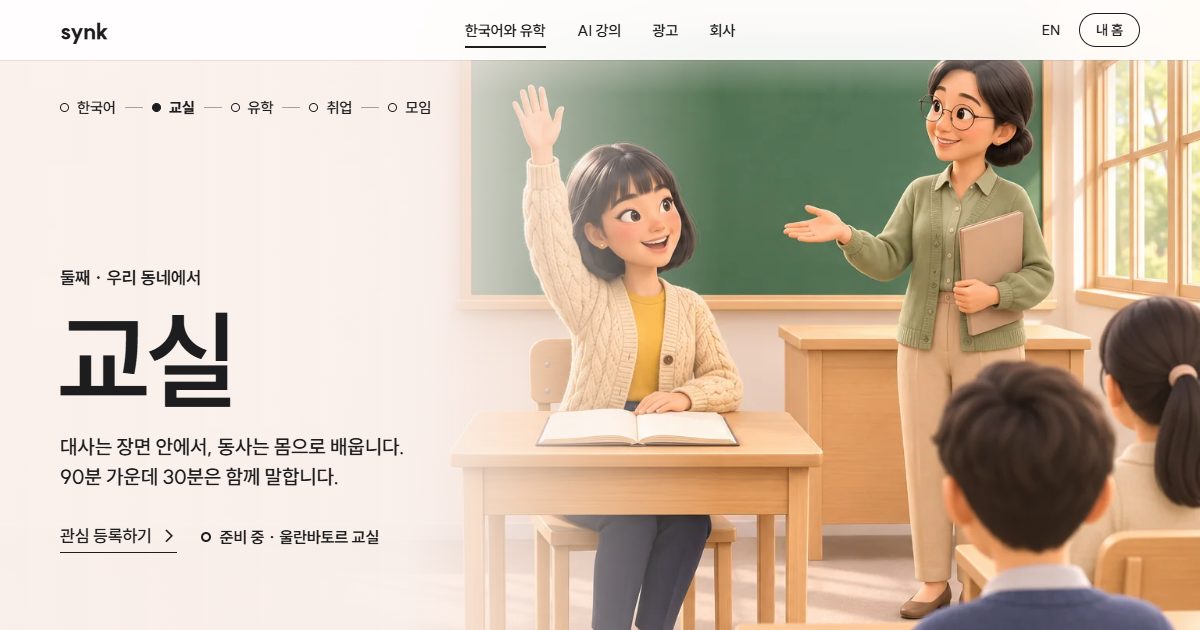 synk
한국어와 유학 AI 강의 광고 회사
EN 내 홈
한국어 교실 유학 취업 모임
둘째 · 우리 동네에서
교실
대사는 장면 안에서, 동사는 몸으로 배웁니다.
90분 가운데 30분은 함께 말합니다.
관심 등록하기
준비 중 · 울란바토르 교실